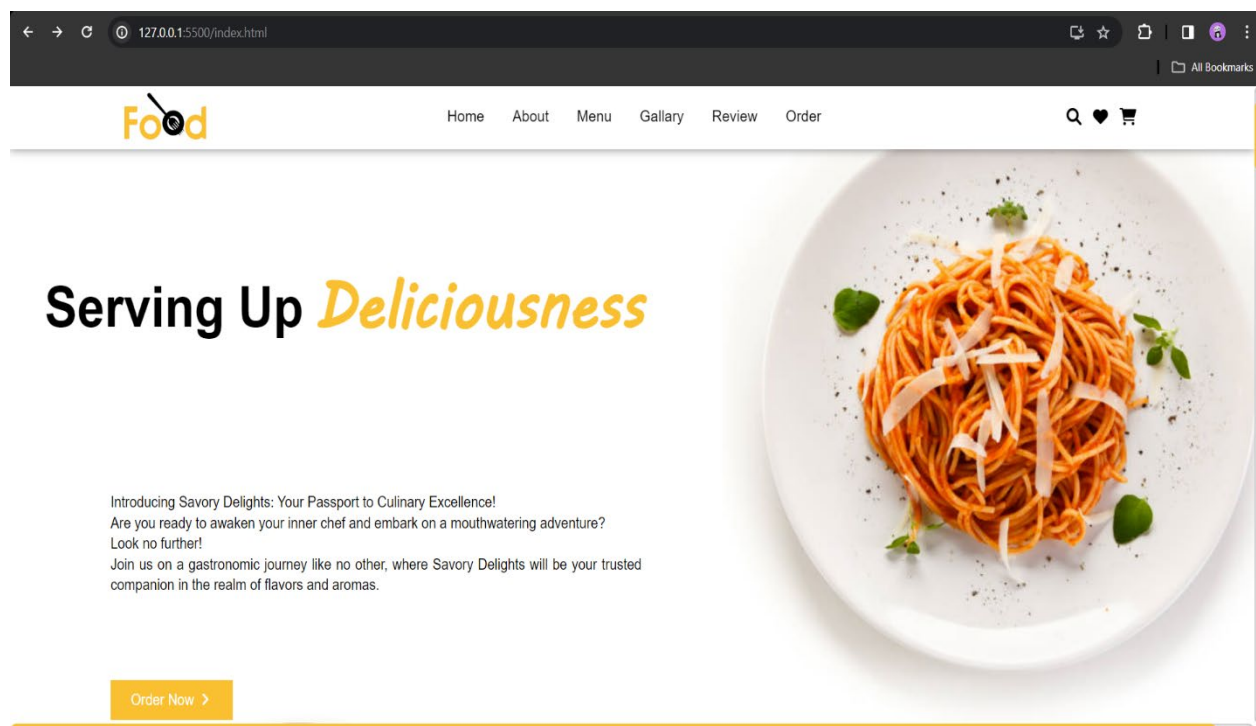 127.0.0.1:5500/index.html
All Bookmarks
Food
Home About Menu Gallary Review Order
Serving Up Deliciousness
Introducing Savory Delights: Your Passport to Culinary Excellence!
Are you ready to awaken your inner chef and embark on a mouthwatering adventure?
Look no further!
Join us on a gastronomic journey like no other, where Savory Delights will be your trusted
companion in the realm of flavors and aromas.
Order Now